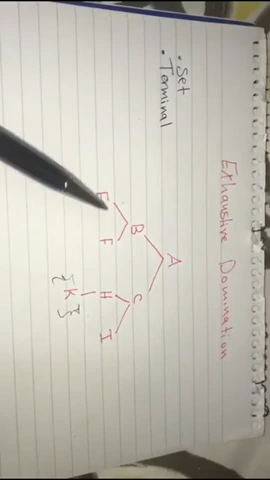 Exhaustive Domination
• Set
• Terminal
A
B C
E F H I
{ K }